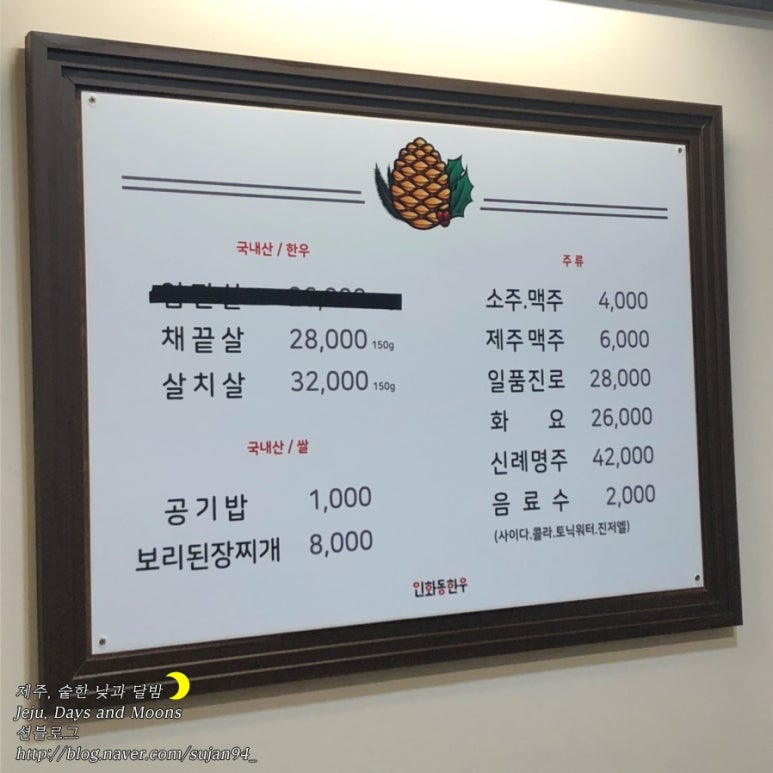 국내산 / 한우
채끝살 28,000 150g
살치살 32,000 150g
국내산 / 쌀
공기밥 1,000
보리된장찌개 8,000
주류
소주.맥주 4,000
제주맥주 6,000
일품진로 28,000
화요 26,000
신례명주 42,000
음료수 2,000
(사이다.콜라.토닉워터.진저엘)
인화동한우
제주, 숱한 낮과 달밤
Jeju, Days and Moons
션블로그
http://blog.naver.com/sujan94_